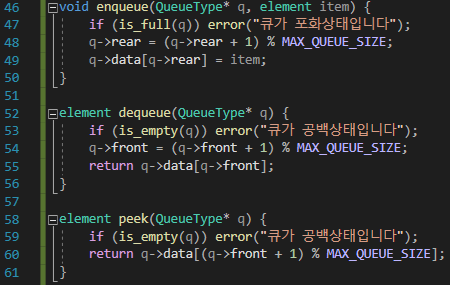 46 void enqueue(QueueType* q, element item) {
47 if (is_full(q)) error("큐가 포화상태입니다");
48 q->rear = (q->rear + 1) % MAX_QUEUE_SIZE;
49 q->data[q->rear] = item;
50 }
51
52 element dequeue(QueueType* q) {
53 if (is_empty(q)) error("큐가 공백상태입니다");
54 q->front = (q->front + 1) % MAX_QUEUE_SIZE;
55 return q->data[q->front];
56 }
57
58 element peek(QueueType* q) {
59 if (is_empty(q)) error("큐가 공백상태입니다");
60 return q->data[(q->front + 1) % MAX_QUEUE_SIZE];
61 }